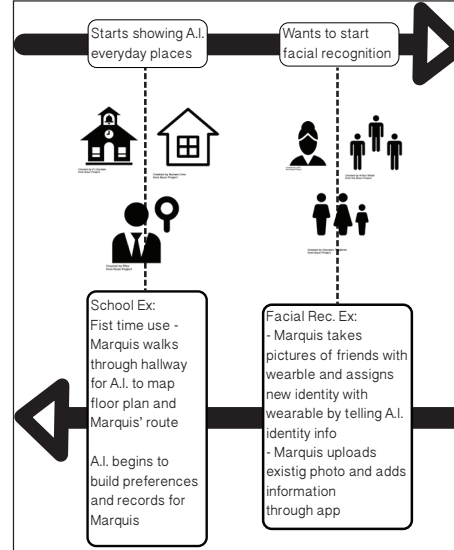 Starts showing A.I.
everyday places
Wants to start
facial recognition
School Ex:
Fist time use -
Marquis walks
through hallway
for A.I. to map
floor plan and
Marquis' route
A.I. begins to
build preferences
and records for
Marquis
Facial Rec. Ex:
- Marquis takes
pictures of friends with
wearble and assigns
new identity with
wearable by telling A.I.
identity info
- Marquis uploads
existig photo and adds
information
through app